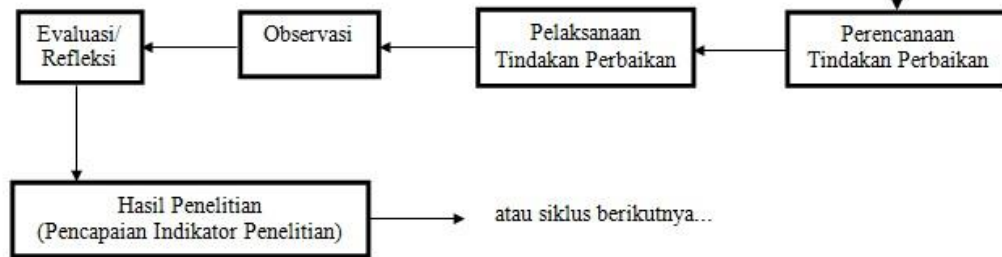 Evaluasi/
Refleksi
Observasi
Pelaksanaan
Tindakan Perbaikan
Perencanaan
Tindakan Perbaikan
Hasil Penelitian
(Pencapaian Indikator Penelitian)
atau siklus berikutnya...